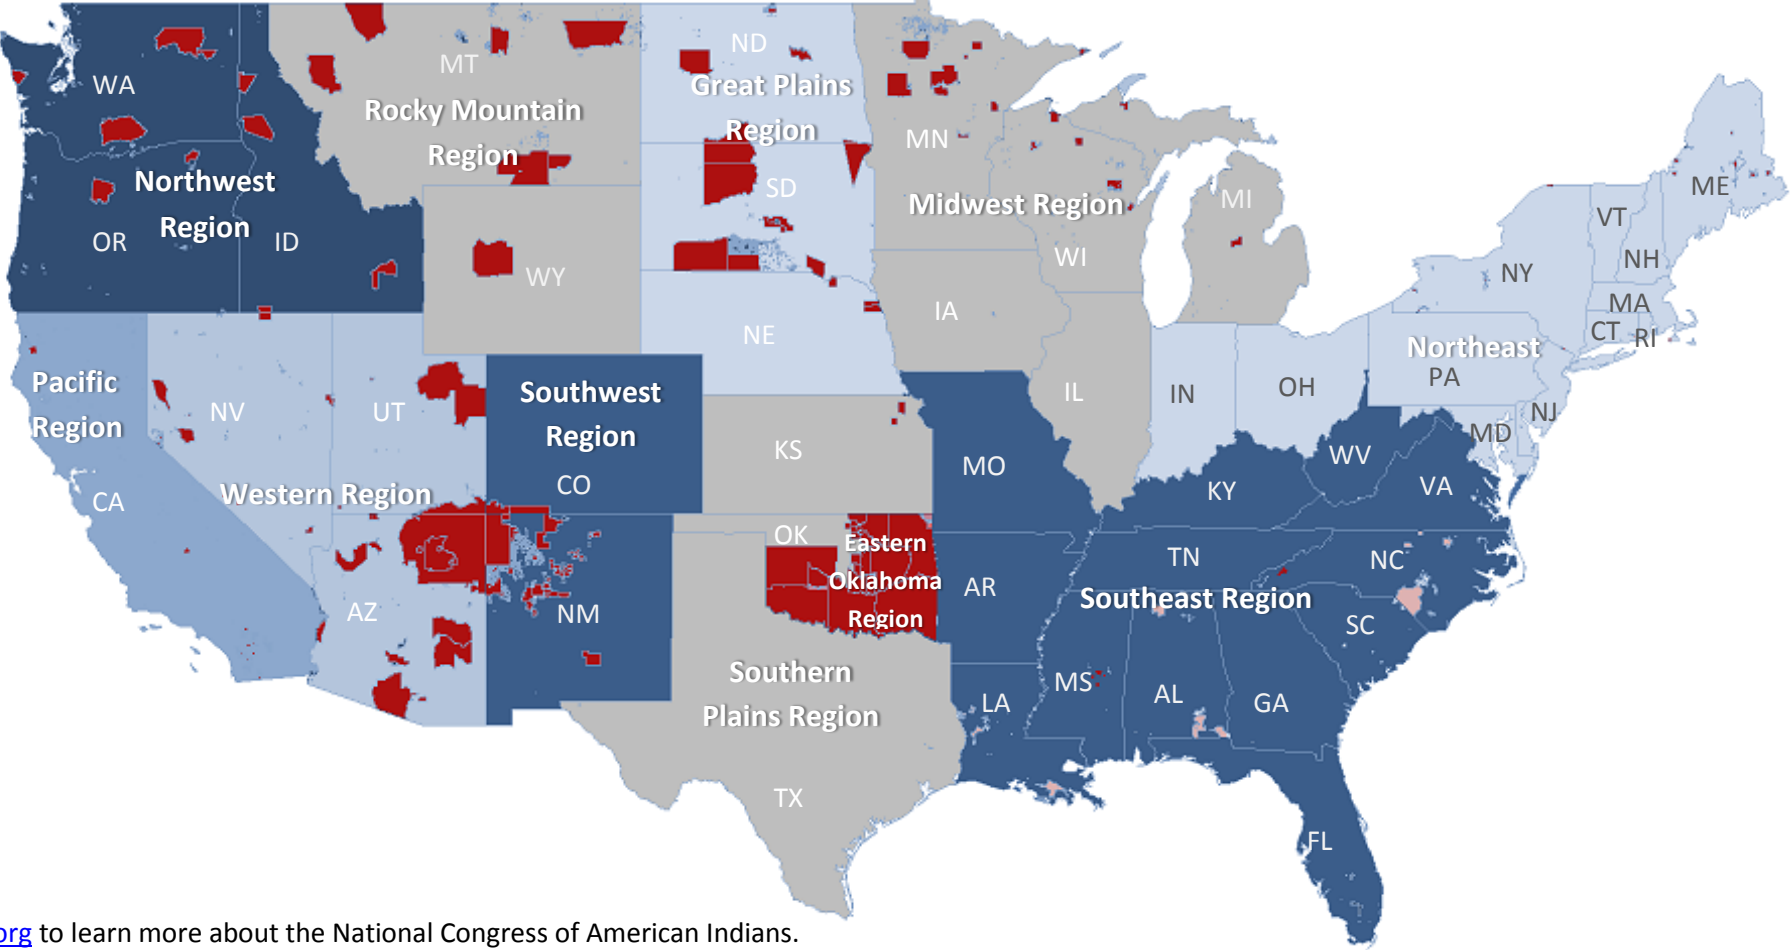 WA
MT
ND
Great Plains
Region
Rocky Mountain
Region
MN
Northwest
Region
OR
ID
SD
Midwest Region
MI
ME
VT
NH
NY
WI
WY
IA
MA
CT
RI
NE
Northeast
PA
Pacific
Region
NV
UT
Southwest
Region
CO
IL
IN
OH
NJ
MD
KS
MO
WV
KY
VA
CA
Western Region
OK
Eastern
Oklahoma
Region
AR
TN
NC
Southeast Region
AZ
NM
SC
Southern
Plains Region
MS
LA
AL
GA
TX
FL
org to learn more about the National Congress of American Indians.